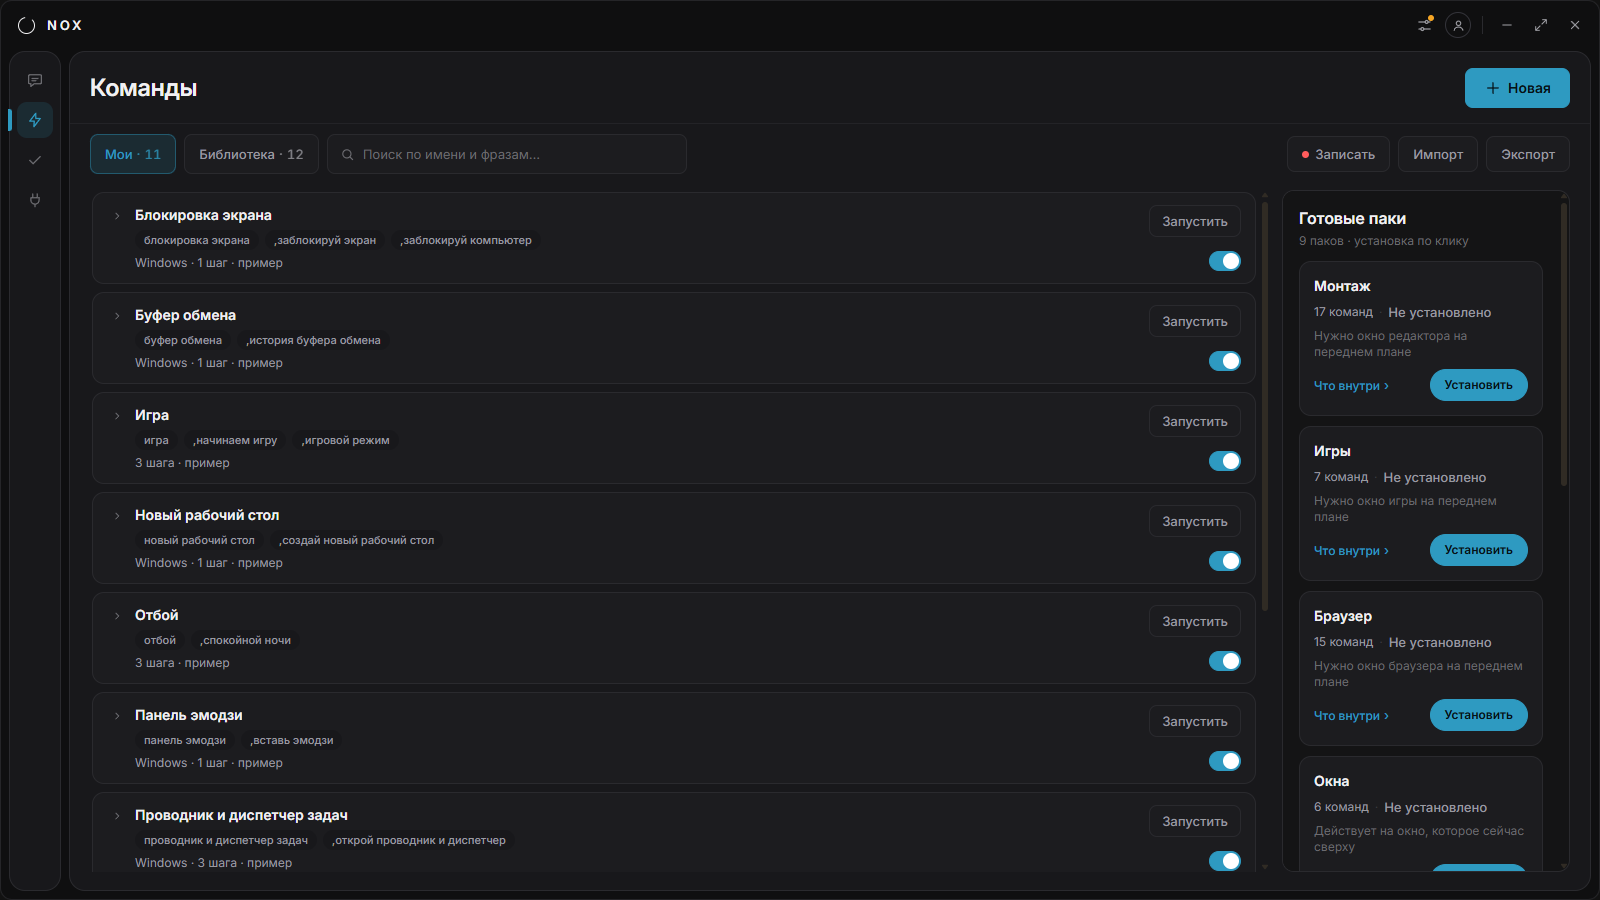 NOX
Команды
Новая
Мои · 11
Библиотека · 12
Поиск по имени и фразам...
Записать
Импорт
Экспорт
Блокировка экрана
блокировка экрана ,заблокируй экран ,заблокируй компьютер
Windows · 1 шаг · пример
Запустить
Буфер обмена
буфер обмена ,история буфера обмена
Windows · 1 шаг · пример
Запустить
Игра
игра ,начинаем игру ,игровой режим
3 шага · пример
Запустить
Новый рабочий стол
новый рабочий стол ,создай новый рабочий стол
Windows · 1 шаг · пример
Запустить
Отбой
отбой ,спокойной ночи
3 шага · пример
Запустить
Панель эмодзи
панель эмодзи ,вставь эмодзи
Windows · 1 шаг · пример
Запустить
Проводник и диспетчер задач
проводник и диспетчер задач ,открой проводник и диспетчер
Windows · 3 шага · пример
Запустить
Готовые паки
9 паков · установка по клику
Монтаж
17 команд · Не установлено
Нужно окно редактора на
переднем плане
Что внутри ›
Установить
Игры
7 команд · Не установлено
Нужно окно игры на переднем
плане
Что внутри ›
Установить
Браузер
15 команд · Не установлено
Нужно окно браузера на переднем
плане
Что внутри ›
Установить
Окна
6 команд · Не установлено
Действует на окно, которое сейчас
сверху